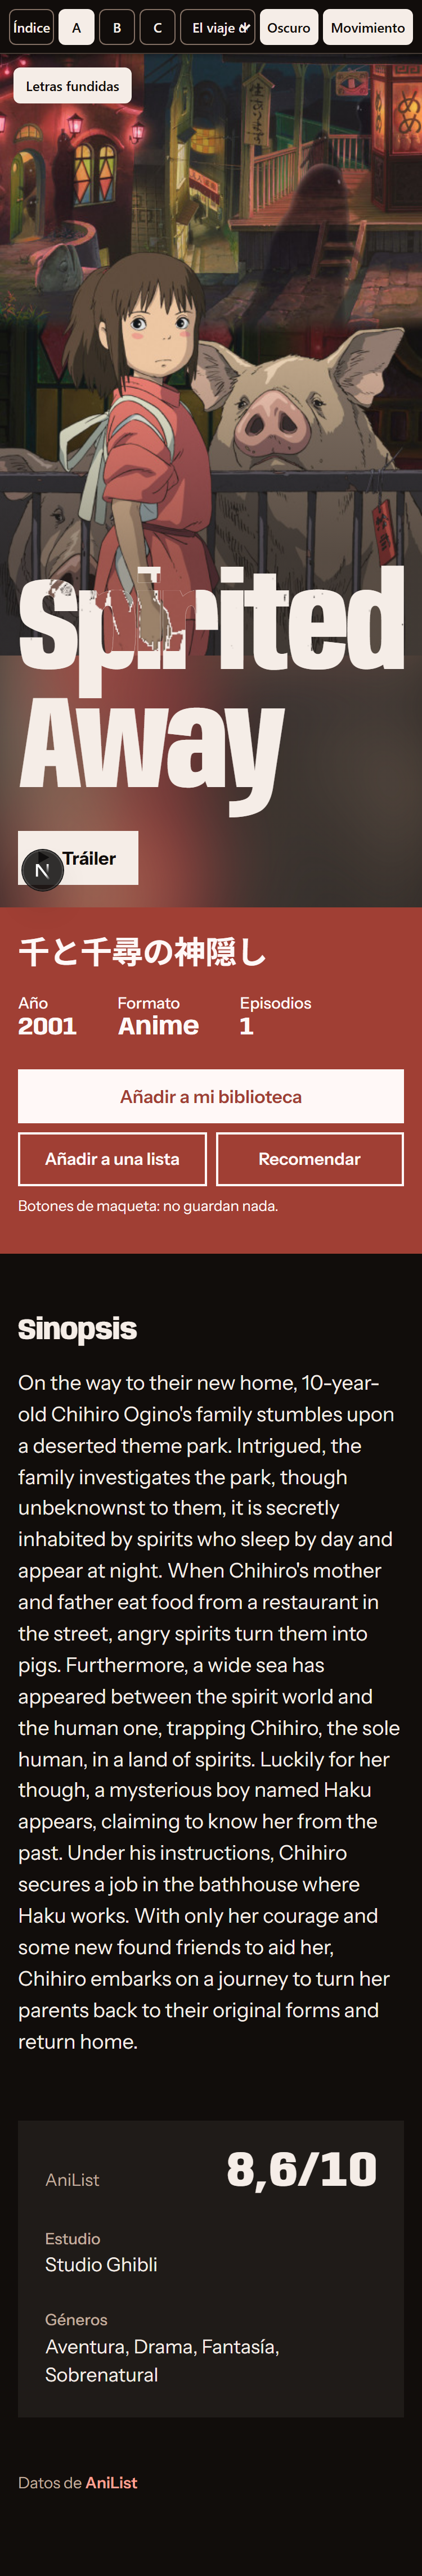 Índice
A
B
C
El viaje d
Oscuro
Movimiento
Letras fundidas
Spirited
Away
N
Tráiler
千と千尋の神隠し
Año
Formato
Episodios
2001
Anime
1
Añadir a mi biblioteca
Añadir a una lista
Recomendar
Botones de maqueta: no guardan nada.
Sinopsis
On the way to their new home, 10-year-
old Chihiro Ogino's family stumbles upon
a deserted theme park. Intrigued, the
family investigates the park, though
unbeknownst to them, it is secretly
inhabited by spirits who sleep by day and
appear at night. When Chihiro's mother
and father eat food from a restaurant in
the street, angry spirits turn them into
pigs. Furthermore, a wide sea has
appeared between the spirit world and
the human one, trapping Chihiro, the sole
human, in a land of spirits. Luckily for her
though, a mysterious boy named Haku
appears, claiming to know her from the
past. Under his instructions, Chihiro
secures a job in the bathhouse where
Haku works. With only her courage and
some new found friends to aid her,
Chihiro embarks on a journey to turn her
parents back to their original forms and
return home.
AniList
8,6/10
Estudio
Studio Ghibli
Géneros
Aventura, Drama, Fantasía,
Sobrenatural
Datos de AniList